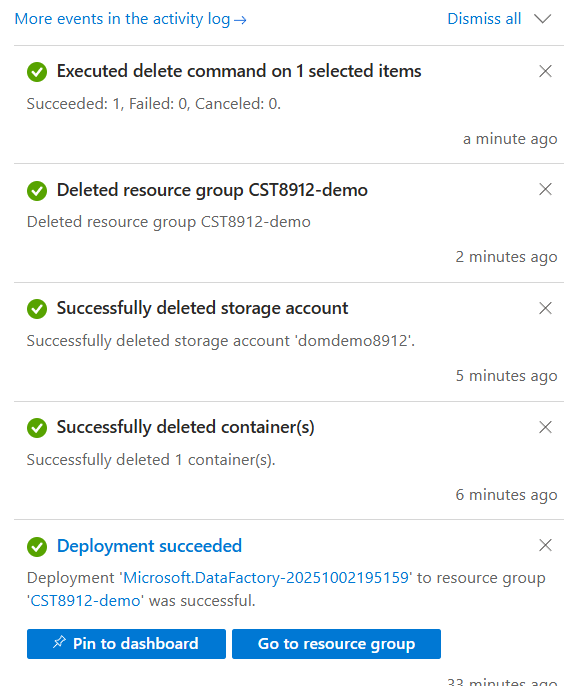 More events in the activity log→ Dismiss all
Executed delete command on 1 selected items
Succeeded: 1, Failed: 0, Canceled: 0.
a minute ago
Deleted resource group CST8912-demo
Deleted resource group CST8912-demo
2 minutes ago
Successfully deleted storage account
Successfully deleted storage account 'domdemo8912'.
5 minutes ago
Successfully deleted container(s)
Successfully deleted 1 container(s).
6 minutes ago
Deployment succeeded
Deployment 'Microsoft.DataFactory-20251002195159' to resource group
'CST8912-demo' was successful.
Pin to dashboard Go to resource group
33 minutes ago